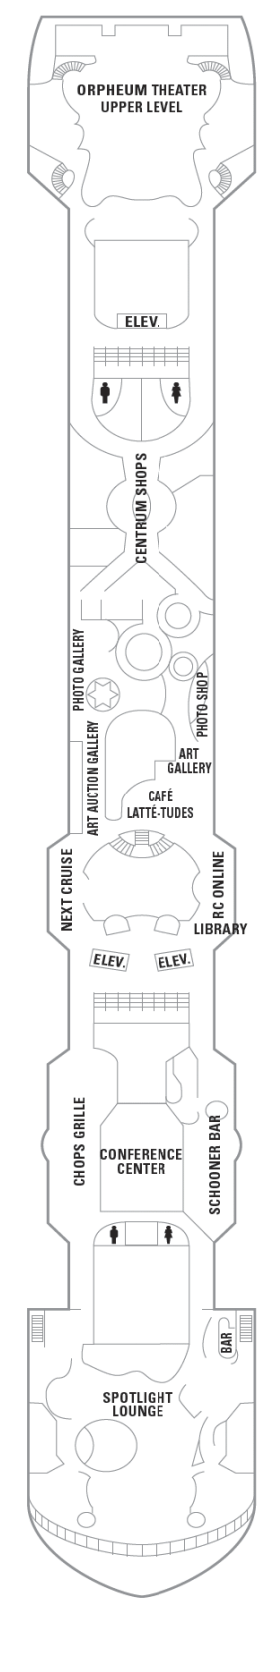 ORPHEUM THEATER
UPPER LEVEL
ELEV.
CENTRUM SHOPS
PHOTO GALLERY
PHOTO SHOP
ART AUCTION GALLERY
ART
GALLERY
CAFÉ
LATTÉ-TUDES
NEXT CRUISE
RC ONLINE
LIBRARY
ELEV.
ELEV.
CHOPS GRILLE
CONFERENCE
CENTER
SCHOONER BAR
BAR
SPOTLIGHT
LOUNGE